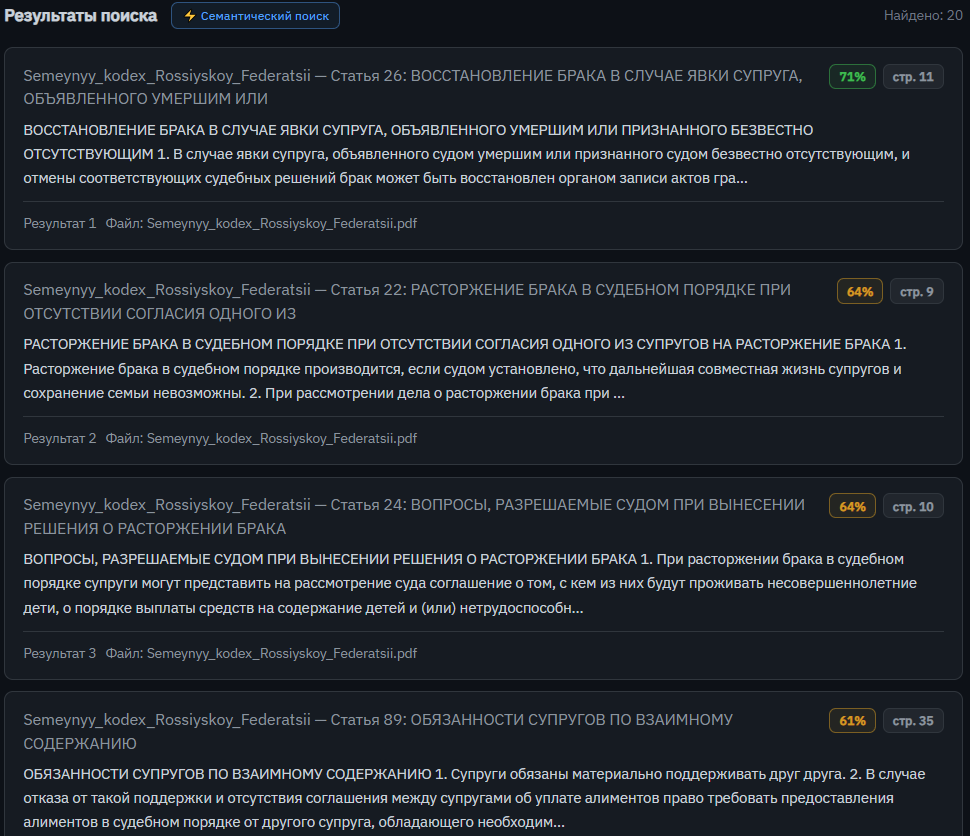 Результаты поиска
Семантический поиск
Найдено: 20
Semeynyy_kodex_Rossiyskoy_Federatsii — Статья 26: ВОССТАНОВЛЕНИЕ БРАКА В СЛУЧАЕ ЯВКИ СУПРУГА,
ОБЪЯВЛЕННОГО УМЕРШИМ ИЛИ
71%
стр. 11
ВОССТАНОВЛЕНИЕ БРАКА В СЛУЧАЕ ЯВКИ СУПРУГА, ОБЪЯВЛЕННОГО УМЕРШИМ ИЛИ ПРИЗНАННОГО БЕЗВЕСТНО
ОТСУТСТВУЮЩИМ 1. В случае явки супруга, объявленного судом умершим или признанного судом безвестно отсутствующим, и
отмены соответствующих судебных решений брак может быть восстановлен органом записи актов гра...
Результат 1 Файл: Semeynyy_kodex_Rossiyskoy_Federatsii.pdf
Semeynyy_kodex_Rossiyskoy_Federatsii — Статья 22: РАСТОРЖЕНИЕ БРАКА В СУДЕБНОМ ПОРЯДКЕ ПРИ
ОТСУТСТВИИ СОГЛАСИЯ ОДНОГО ИЗ
64%
стр. 9
РАСТОРЖЕНИЕ БРАКА В СУДЕБНОМ ПОРЯДКЕ ПРИ ОТСУТСТВИИ СОГЛАСИЯ ОДНОГО ИЗ СУПРУГОВ НА РАСТОРЖЕНИЕ БРАКА 1.
Расторжение брака в судебном порядке производится, если судом установлено, что дальнейшая совместная жизнь супругов и
сохранение семьи невозможны. 2. При рассмотрении дела о расторжении брака при ...
Результат 2 Файл: Semeynyy_kodex_Rossiyskoy_Federatsii.pdf
Semeynyy_kodex_Rossiyskoy_Federatsii — Статья 24: ВОПРОСЫ, РАЗРЕШАЕМЫЕ СУДОМ ПРИ ВЫНЕСЕНИИ
РЕШЕНИЯ О РАСТОРЖЕНИИ БРАКА
64%
стр. 10
ВОПРОСЫ, РАЗРЕШАЕМЫЕ СУДОМ ПРИ ВЫНЕСЕНИИ РЕШЕНИЯ О РАСТОРЖЕНИИ БРАКА 1. При расторжении брака в судебном
порядке супруги могут представить на рассмотрение суда соглашение о том, с кем из них будут проживать несовершеннолетние
дети, о порядке выплаты средств на содержание детей и (или) нетрудоспособн...
Результат 3 Файл: Semeynyy_kodex_Rossiyskoy_Federatsii.pdf
Semeynyy_kodex_Rossiyskoy_Federatsii — Статья 89: ОБЯЗАННОСТИ СУПРУГОВ ПО ВЗАИМНОМУ
СОДЕРЖАНИЮ
61%
стр. 35
ОБЯЗАННОСТИ СУПРУГОВ ПО ВЗАИМНОМУ СОДЕРЖАНИЮ 1. Супруги обязаны материально поддерживать друг друга. 2. В случае
отказа от такой поддержки и отсутствия соглашения между супругами об уплате алиментов право требовать предоставления
алиментов в судебном порядке от другого супруга, обладающего необходим...